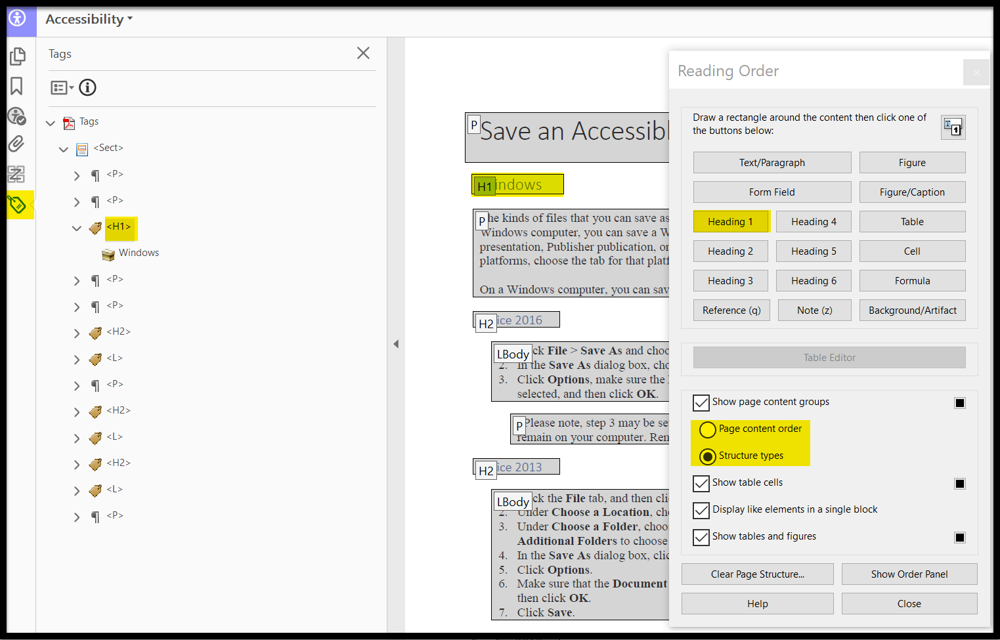 Accessibility
Tags
Tags
<Sect>
<P>
<P>
<H1>
Windows
<P>
<P>
<H2>
<L>
<P>
<H2>
<L>
<H2>
<L>
<P>
P
Save an Accessibl
H1
indows
P
he kinds of files that you can save as
Windows computer, you can save a W
presentation, Publisher publication, or
platforms, choose the tab for that platf
On a Windows computer, you can sav
H2
ice 2016
LBody
ck File > Save As and choo
2. In the Save As dialog box, cho
3. Click Options, make sure the
selected, and then click OK.
P
Please note, step 3 may be se
remain on your computer. Ren
H2
ice 2013
LBody
ck the File tab, and then cli
2. Under Choose a Location, cho
3. Under Choose a Folder, choo
Additional Folders to choose
4. In the Save As dialog box, clic
5. Click Options.
6. Make sure that the Document
then click OK.
7. Click Save.
Reading Order
Draw a rectangle around the content then click one of
the buttons below:
Text/Paragraph
Figure
Form Field
Figure/Caption
Heading 1
Heading 4
Table
Heading 2
Heading 5
Cell
Heading 3
Heading 6
Formula
Reference (q)
Note (z)
Background/Artifact
Table Editor
Show page content groups
Page content order
Structure types
Show table cells
Display like elements in a single block
Show tables and figures
Clear Page Structure...
Show Order Panel
Help
Close